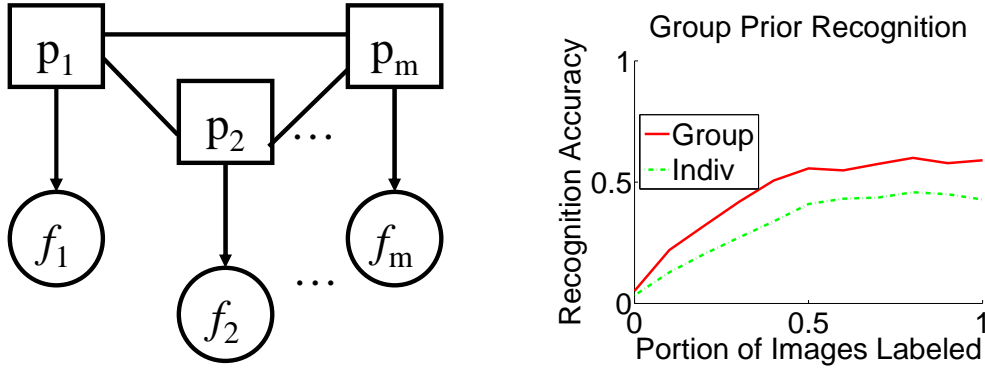 p1
pm
p2
...
f1
fm
f2
...
Group Prior Recognition
Recognition Accuracy
1
0.5
0
Group
Indiv
0
0.5
1
Portion of Images Labeled